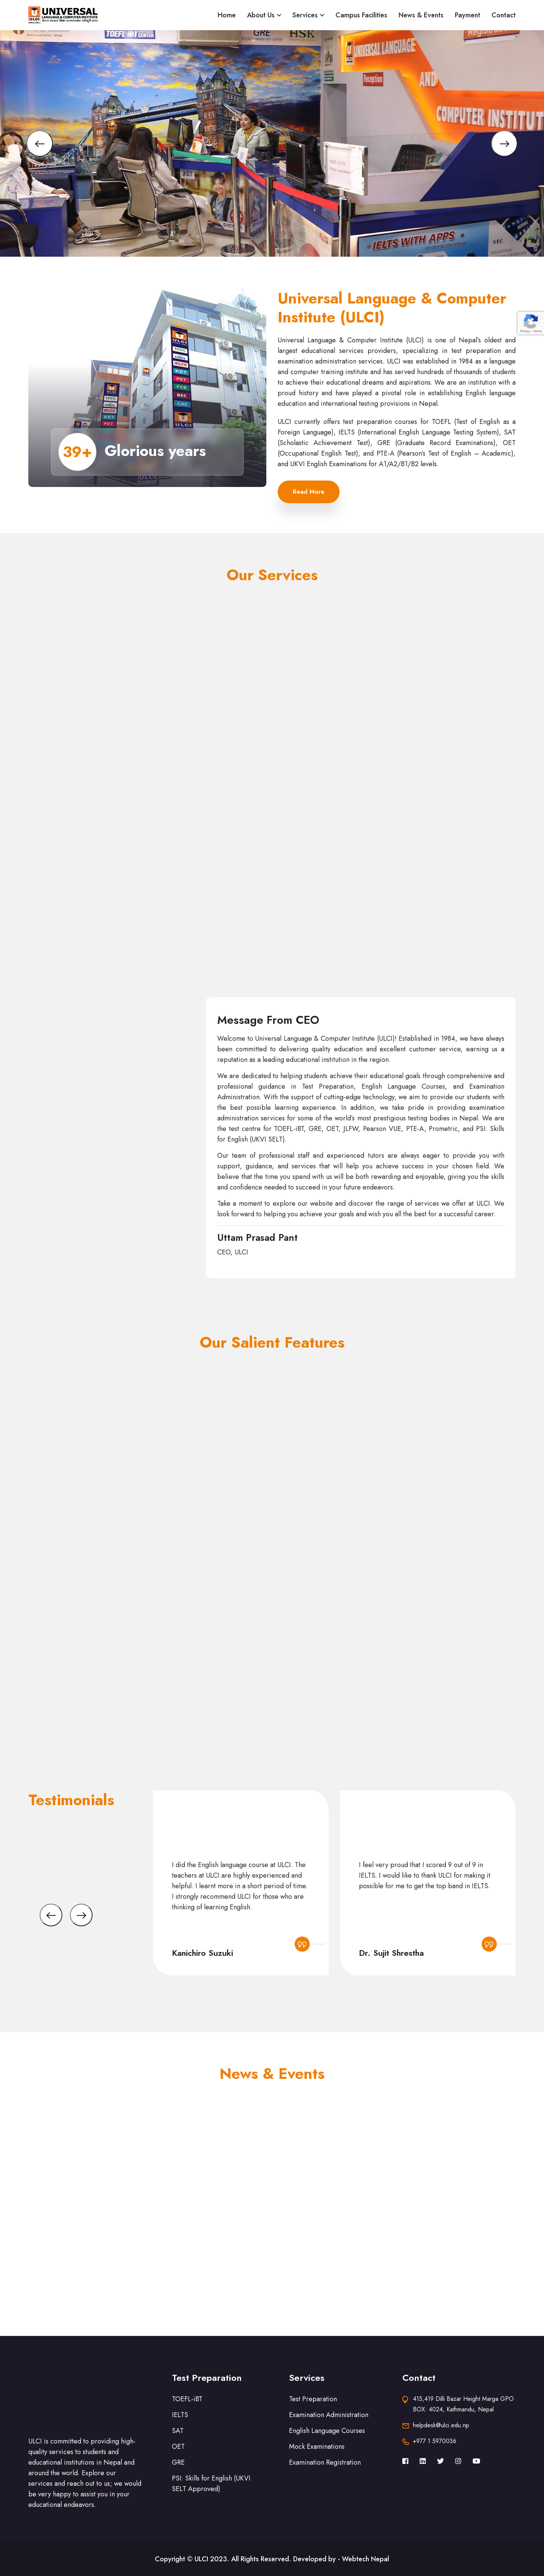 UNIVERSAL
LANGUAGE & COMPUTER INSTITUTE
Home
About Us
Services
Campus Facilities
News & Events
Payment
Contact
TOEFL iBT
GRE
HSK
UNIVERSAL LANGUAGE
AND
COMPUTER INSTITUTE
Reception
IELTS WITH APPS
Universal Language & Computer
Institute (ULCI)
Universal Language & Computer Institute (ULCI) is one of Nepal's oldest and
largest educational services providers, specializing in test preparation and
examination administration services. ULCI was established in 1984 as a language
and computer training institute and has served hundreds of thousands of students
to achieve their educational dreams and aspirations. We are an institution with a
proud history and have played a pivotal role in establishing English language
education and international testing provisions in Nepal.
ULCI currently offers test preparation courses for TOEFL (Test of English as a
Foreign Language), IELTS (International English Language Testing System), SAT
(Scholastic Achievement Test), GRE (Graduate Record Examinations), OET
(Occupational English Test), and PTE-A (Pearson's Test of English – Academic),
and UKVI English Examinations for A1/A2/B1/B2 levels.
Read More
39+
Glorious years
Privacy - Terms
Our Services
Message From CEO
Welcome to Universal Language & Computer Institute (ULCI)! Established in 1984, we have always
been committed to delivering quality education and excellent customer service, earning us a
reputation as a leading educational institution in the region.
We are dedicated to helping students achieve their educational goals through comprehensive and
professional guidance in Test Preparation, English Language Courses, and Examination
Administration. With the support of cutting-edge technology, we aim to provide our students with
the best possible learning experience. In addition, we take pride in providing examination
administration services for some of the world's most prestigious testing bodies in Nepal. We are
the test centre for TOEFL-iBT, GRE, OET, JLFW, Pearson VUE, PTE-A, Prometric, and PSI: Skills
for English (UKVI SELT).
Our team of professional staff and experienced tutors are always eager to provide you with
support, guidance, and services that will help you achieve success in your chosen field. We
believe that the time you spend with us will be both rewarding and enjoyable, giving you the skills
and confidence needed to succeed in your future endeavors.
Take a moment to explore our website and discover the range of services we offer at ULCI. We
look forward to helping you achieve your goals and wish you all the best for a successful career.
Uttam Prasad Pant
CEO, ULCI
Our Salient Features
Testimonials
I did the English language course at ULCI. The
teachers at ULCI are highly experienced and
helpful. I learnt more in a short period of time.
I strongly recommend ULCI for those who are
thinking of learning English.
Kanichiro Suzuki
I feel very proud that I scored 9 out of 9 in
IELTS. I would like to thank ULCI for making it
possible for me to get the top band in IELTS.
Dr. Sujit Shrestha
News & Events
ULCI is committed to providing high-
quality services to students and
educational institutions in Nepal and
around the world. Explore our
services and reach out to us; we would
be very happy to assist you in your
educational endeavors.
Test Preparation
TOEFL-iBT
IELTS
SAT
OET
GRE
PSI: Skills for English (UKVI
SELT Approved)
Services
Test Preparation
Examination Administration
English Language Courses
Mock Examinations
Examination Registration
Contact
415,419 Dilli Bazar Height Marga GPO
BOX: 4024, Kathmandu, Nepal
helpdesk@ulci.edu.np
+977 1 5970036
Copyright © ULCI 2023. All Rights Reserved. Developed by - Webtech Nepal